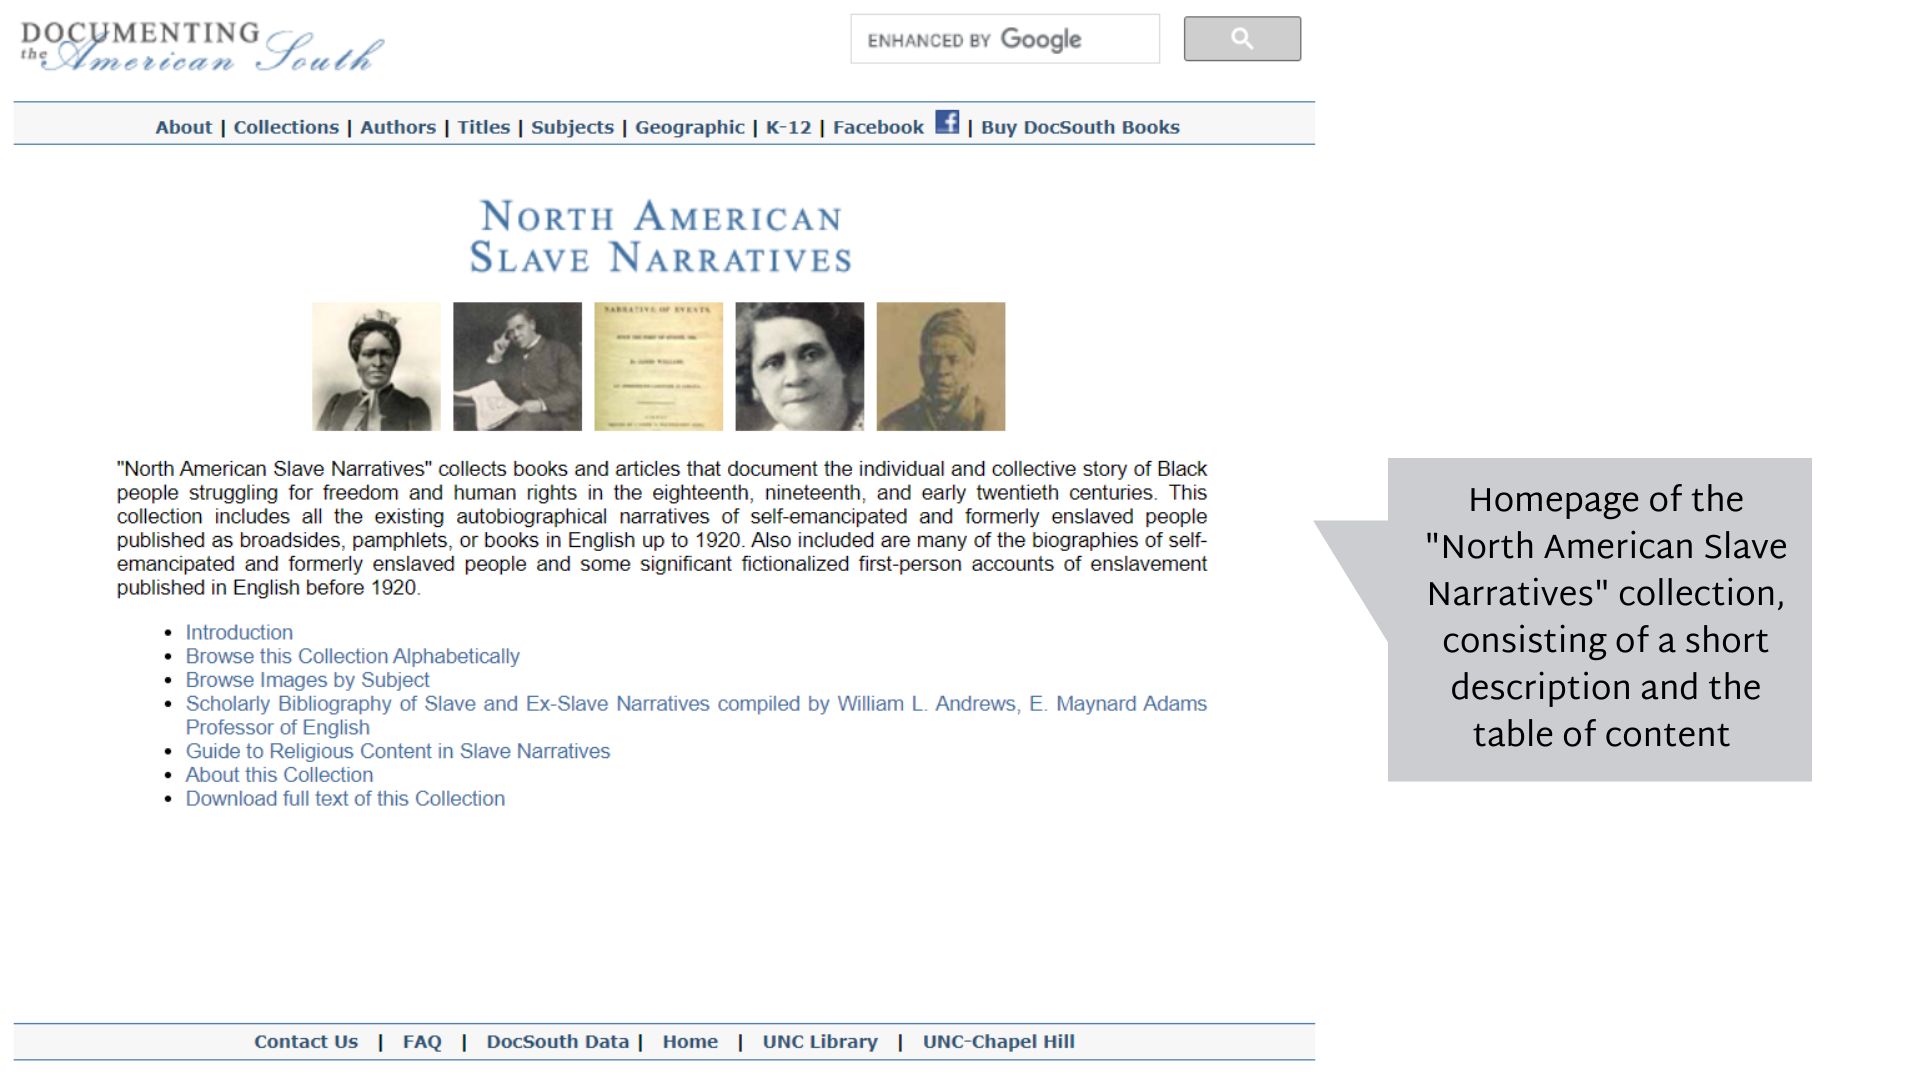 DOCUMENTING
the American South
ENHANCED BY Google
About | Collections | Authors | Titles | Subjects | Geographic | K-12 | Facebook f | Buy DocSouth Books
NORTH AMERICAN
SLAVE NARRATIVES
NARRATIVE OF EVENTS,
"North American Slave Narratives" collects books and articles that document the individual and collective story of Black
people struggling for freedom and human rights in the eighteenth, nineteenth, and early twentieth centuries. This
collection includes all the existing autobiographical narratives of self-emancipated and formerly enslaved people
published as broadsides, pamphlets, or books in English up to 1920. Also included are many of the biographies of self-
emancipated and formerly enslaved people and some significant fictionalized first-person accounts of enslavement
published in English before 1920.
• Introduction
• Browse this Collection Alphabetically
• Browse Images by Subject
• Scholarly Bibliography of Slave and Ex-Slave Narratives compiled by William L. Andrews, E. Maynard Adams
Professor of English
• Guide to Religious Content in Slave Narratives
• About this Collection
• Download full text of this Collection
Homepage of the
"North American Slave
Narratives" collection,
consisting of a short
description and the
table of content
Contact Us | FAQ | DocSouth Data | Home | UNC Library | UNC-Chapel Hill